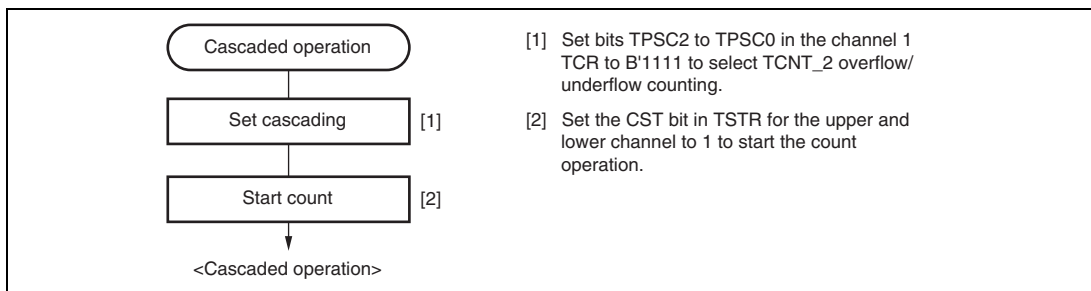 Cascaded operation
Set cascading [1]
Start count [2]
<Cascaded operation>
[1] Set bits TPSC2 to TPSC0 in the channel 1
TCR to B'1111 to select TCNT_2 overflow/
underflow counting.
[2] Set the CST bit in TSTR for the upper and
lower channel to 1 to start the count
operation.